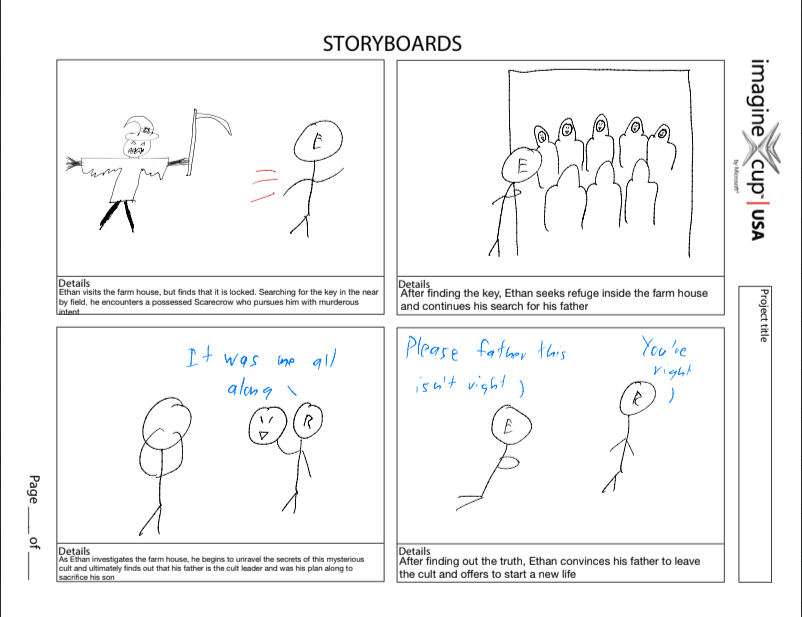 STORYBOARDS
E
Details
Ethan visits the farm house, but finds that it is locked. Searching for the key in the near
by field, he encounters a possessed Scarecrow who pursues him with murderous
intent
E
Details
After finding the key, Ethan seeks refuge inside the farm house
and continues his search for his father
It was me all
along
R
Details
As Ethan investigates the farm house, he begins to unravel the secrets of this mysterious
cult and ultimately finds out that his father is the cult leader and was his plan along to
sacrifice his son
Please father this
isn't right
You're
right
E
R
Details
After finding out the truth, Ethan convinces his father to leave
the cult and offers to start a new life
imagine cup USA
by Microsoft
Project title
Page ___ of ___